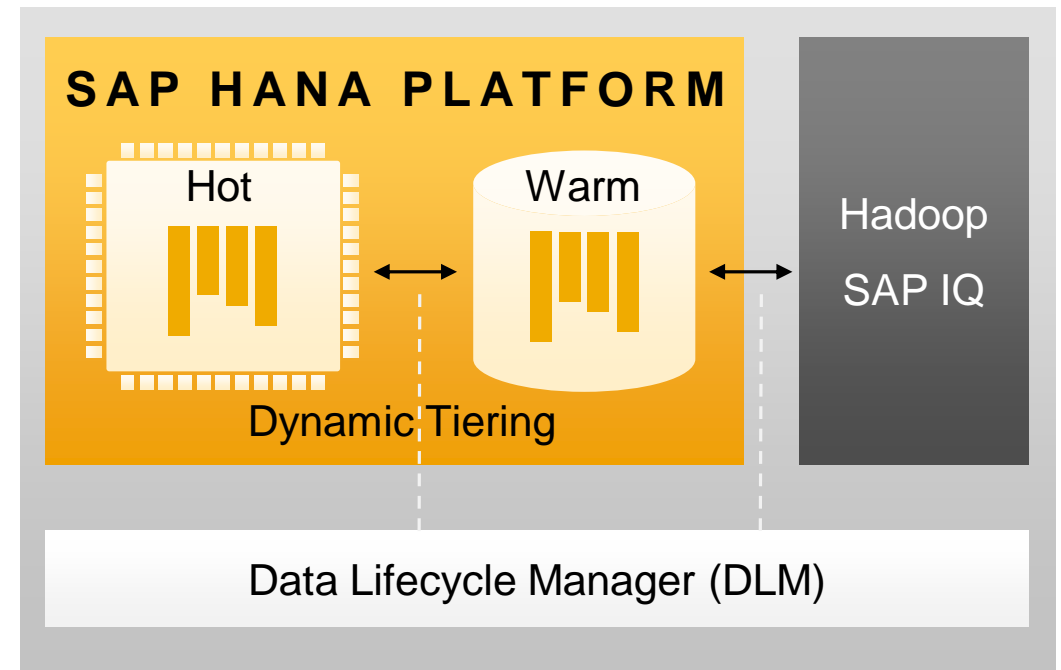 SAP HANA PLATFORM
Hot
Warm
Dynamic Tiering
Hadoop
SAP IQ
Data Lifecycle Manager (DLM)